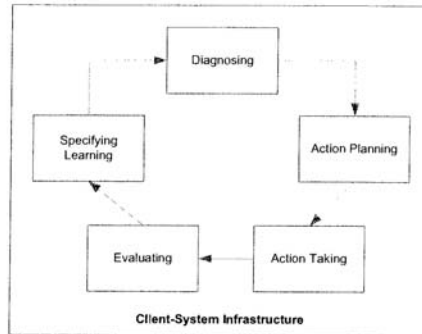 Diagnosing
Specifying
Learning
Action Planning
Evaluating
Action Taking
Client-System Infrastructure